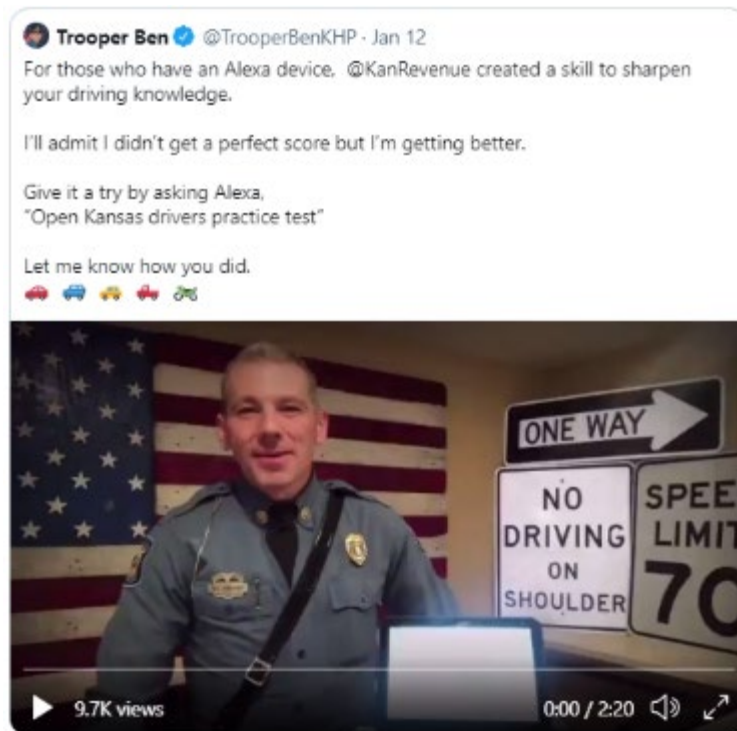 Trooper Ben @TrooperBenKHP · Jan 12
For those who have an Alexa device, @KanRevenue created a skill to sharpen
your driving knowledge.
I'll admit I didn't get a perfect score but I'm getting better.
Give it a try by asking Alexa,
"Open Kansas drivers practice test"
Let me know how you did.
ONE WAY
NO
DRIVING
ON
SHOULDER
SPEE
LIMIT
70
9.7K views
0:00 / 2:20